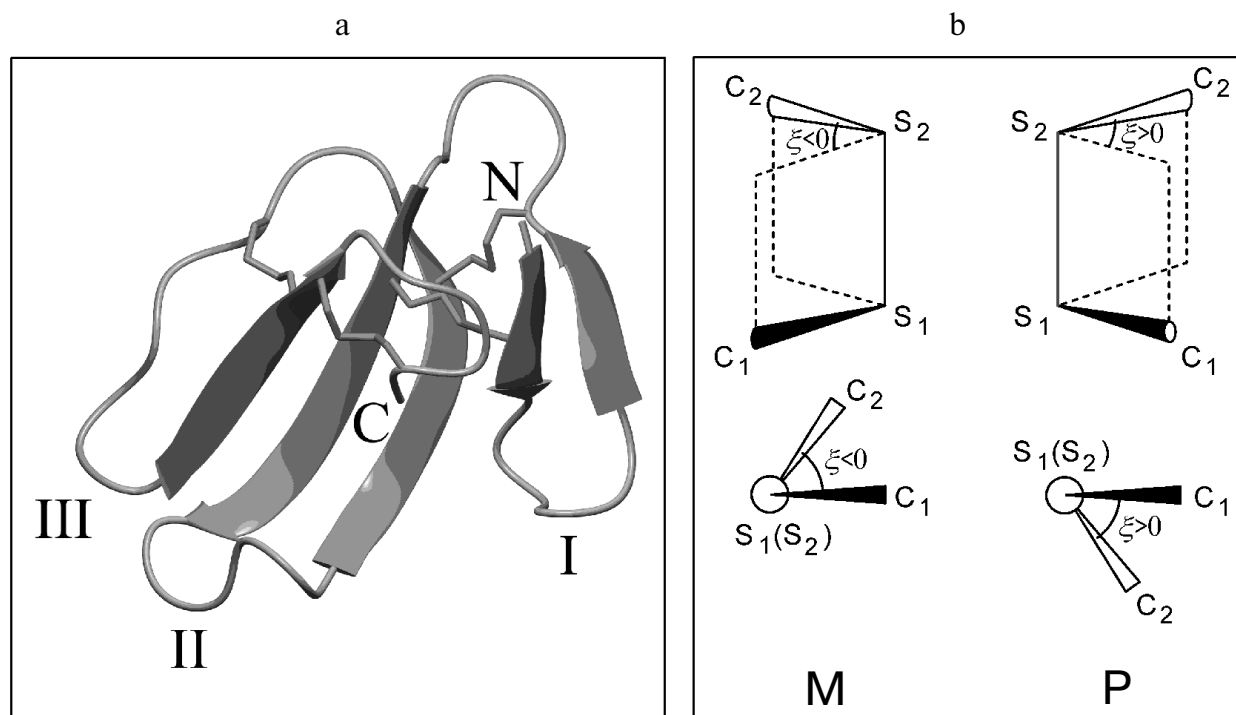 a
b
N
C
III
II
I
C2
S2
ξ<0
S1
C1
C2
S2
ξ>0
S1
C1
C2
ξ<0
C1
S1(S2)
S1(S2)
C1
ξ>0
C2
M
P